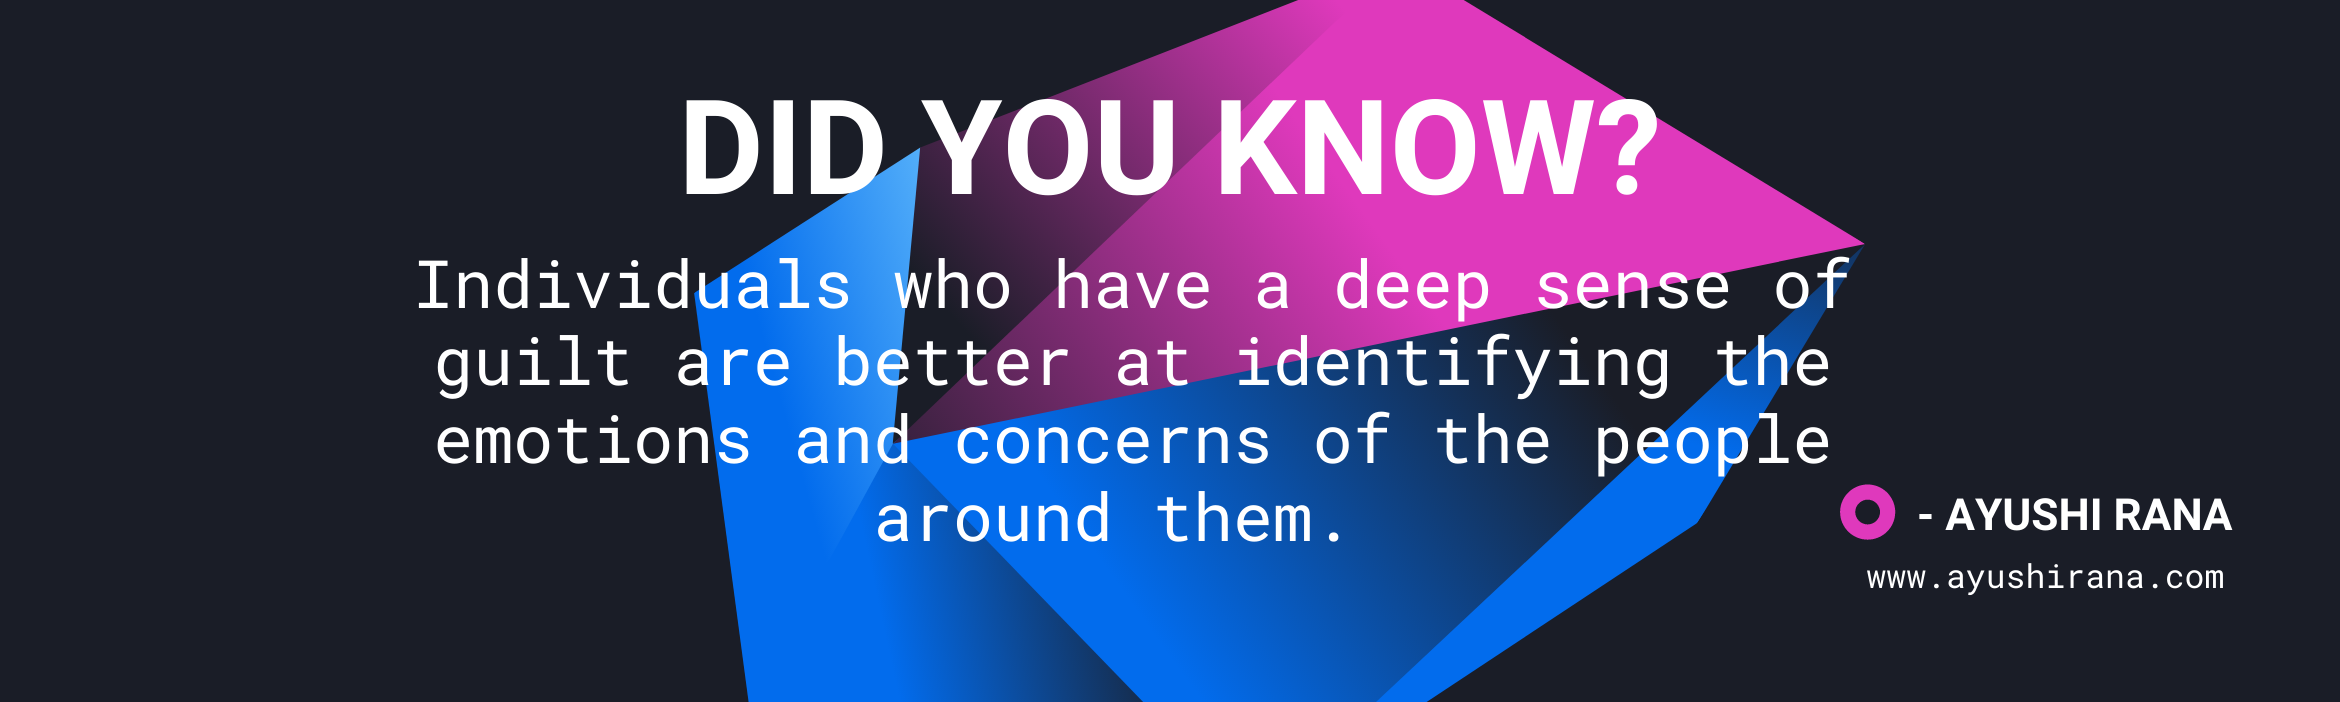 DID YOU KNOW?
Individuals who have a deep sense of
guilt are better at identifying the
emotions and concerns of the people
around them.
- AYUSHI RANA
www.ayushirana.com